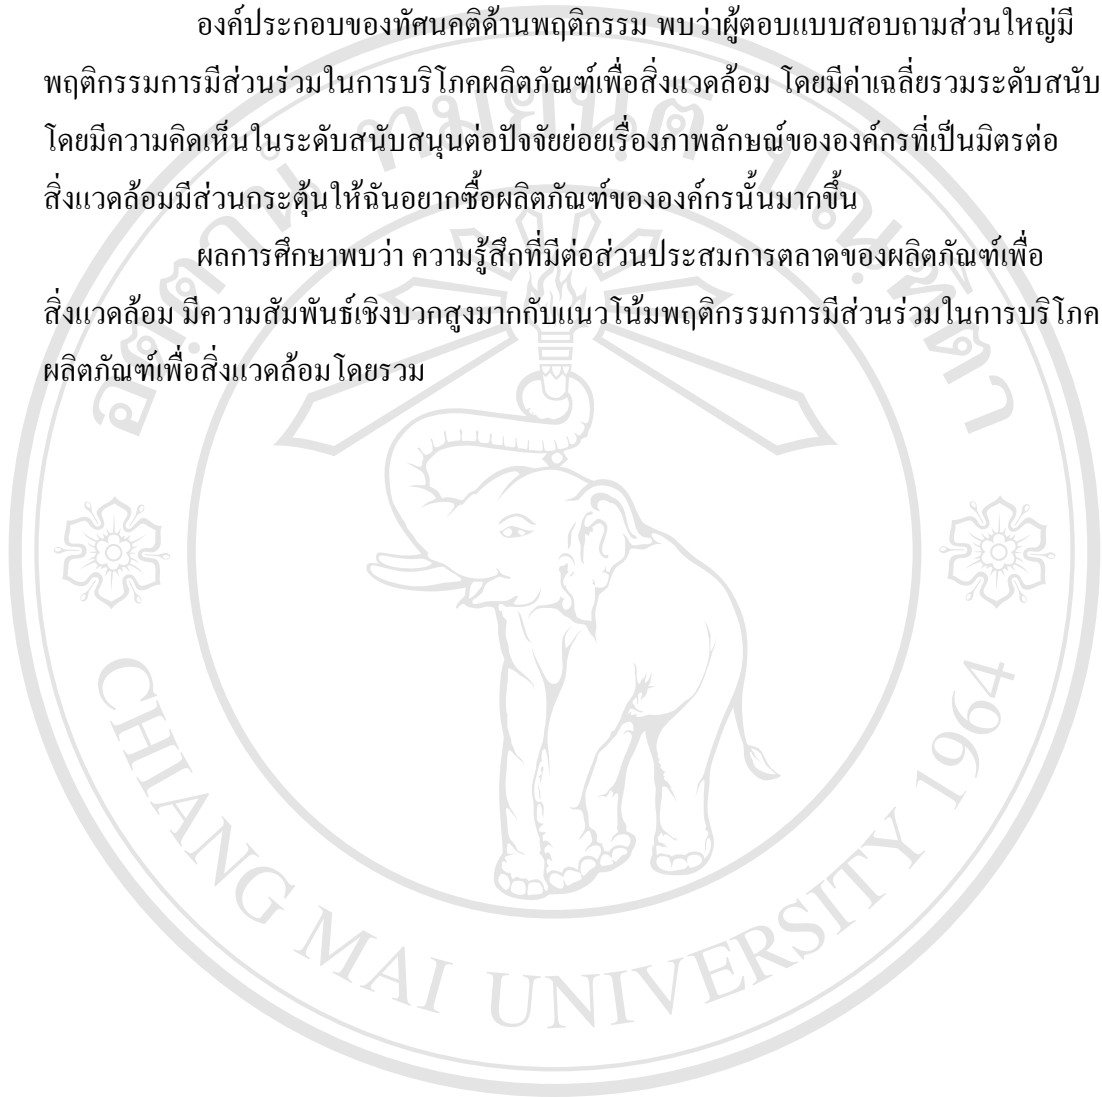 องค์ประกอบของทัศนคติด้านพฤติกรรม พบว่าผู้ตอบแบบสอบถามส่วนใหญ่มี
พฤติกรรมการมีส่วนร่วมในการบริโภคผลิตภัณฑ์เพื่อสิ่งแวดล้อม โดยมีค่าเฉลี่ยรวมระดับสนับ
โดยมีความคิดเห็นในระดับสนับสนุนต่อปัจจัยย่อยเรื่องภาพลักษณ์ขององค์กรที่เป็นมิตรต่อ
สิ่งแวดล้อมมีส่วนกระตุ้นให้ฉันอยากซื้อผลิตภัณฑ์ขององค์กรนั้นมากขึ้น
ผลการศึกษาพบว่า ความรู้สึกที่มีต่อส่วนประสมการตลาดของผลิตภัณฑ์เพื่อ
สิ่งแวดล้อม มีความสัมพันธ์เชิงบวกสูงมากกับแนวโน้มพฤติกรรมการมีส่วนร่วมในการบริโภค
ผลิตภัณฑ์เพื่อสิ่งแวดล้อมโดยรวม
อตฺตานํ ทมยนฺติ ปณฺฑิตา
CHIANG MAI UNIVERSITY 1964